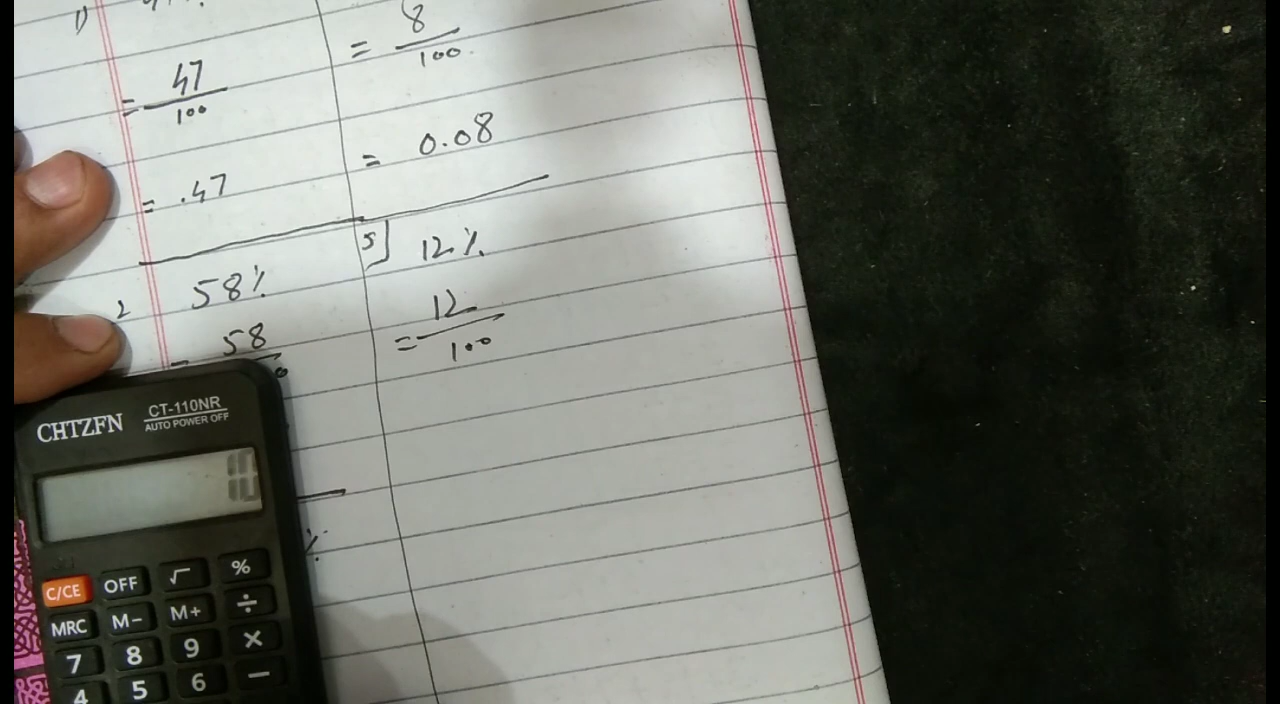 1)
= 47/100
= .47
2 58%
58
= 8/100
= 0.08
5] 12%
= 12/100
CHTZFN
CT-110NR
AUTO POWER OFF
C/CE OFF √ %
MRC M− M+ ÷
7 8 9 ×
4 5 6 −